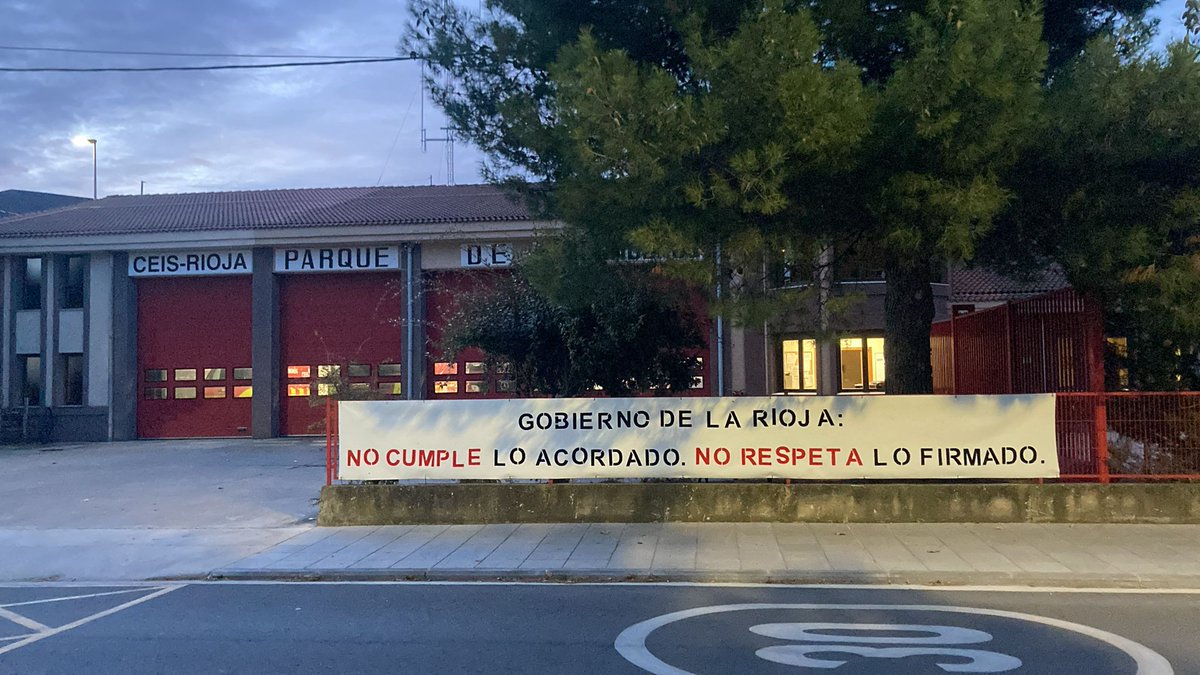 CEIS-RIOJA PARQUE DE
GOBIERNO DE LA RIOJA:
NO CUMPLE LO ACORDADO. NO RESPETA LO FIRMADO.
30